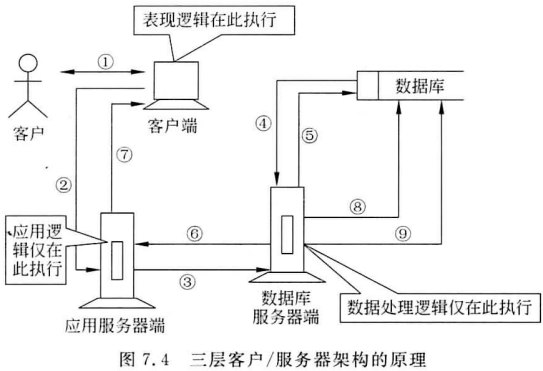 表现逻辑在此执行
①
数据库
客户
客户端
④
⑤
⑦
②
⑧
⑥
⑨
应用逻
辑仅在
此执行
③
应用服务器端
数据库
服务器端
数据处理逻辑仅在此执行
图 7.4 三层客户/服务器架构的原理